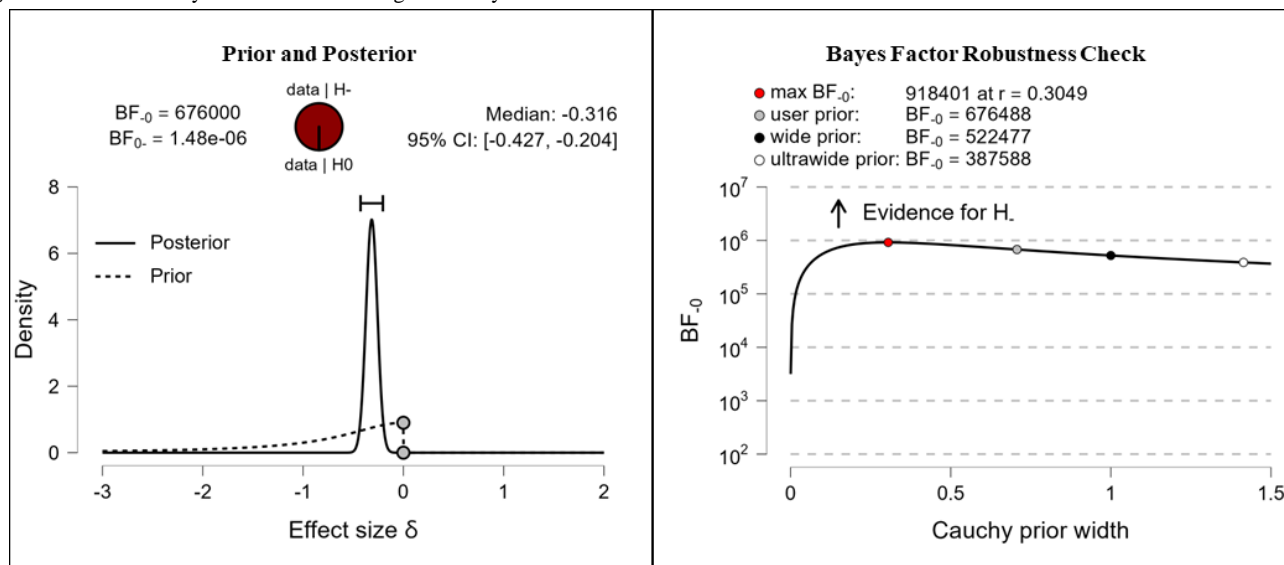 Prior and Posterior
data | H-
BF-0 = 676000
BF0- = 1.48e-06
data | H0
Median: -0.316
95% CI: [-0.427, -0.204]
8
6
4
2
0
Density
Posterior
Prior
-3 -2 -1 0 1 2
Effect size δ
Bayes Factor Robustness Check
max BF-0: 918401 at r = 0.3049
user prior: BF-0 = 676488
wide prior: BF-0 = 522477
ultrawide prior: BF-0 = 387588
Evidence for H-
10^7
10^6
10^5
10^4
10^3
10^2
BF-0
0 0.5 1 1.5
Cauchy prior width